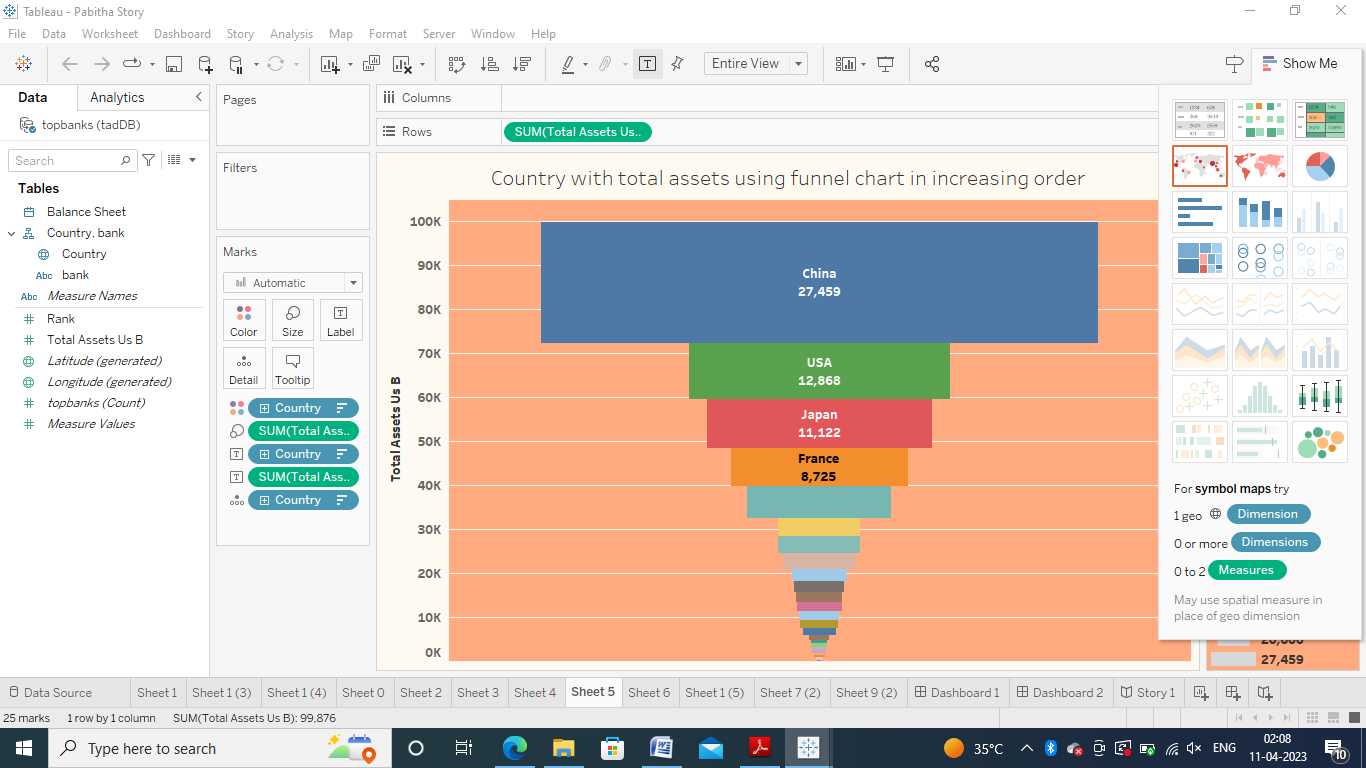 Tableau - Pabitha Story
File Data Worksheet Dashboard Story Analysis Map Format Server Window Help
Entire View
Show Me
Data Analytics
topbanks (tadDB)
Search
Tables
Balance Sheet
Country, bank
Country
Abc bank
Abc Measure Names
Rank
Total Assets Us B
Latitude (generated)
Longitude (generated)
topbanks (Count)
Measure Values
Pages
Filters
Marks
Automatic
Color Size Label
Detail Tooltip
Country
SUM(Total Ass..
Country
SUM(Total Ass..
Country
Columns
Rows SUM(Total Assets Us..
Country with total assets using funnel chart in increasing order
Total Assets Us B
100K
90K
80K
70K
60K
50K
40K
30K
20K
10K
0K
China
27,459
USA
12,868
Japan
11,122
France
8,725
For symbol maps try
1 geo Dimension
0 or more Dimensions
0 to 2 Measures
May use spatial measure in
place of geo dimension
27,459
Data Source Sheet 1 Sheet 1 (3) Sheet 1 (4) Sheet 0 Sheet 2 Sheet 3 Sheet 4 Sheet 5 Sheet 6 Sheet 1 (5) Sheet 7 (2) Sheet 9 (2) Dashboard 1 Dashboard 2 Story 1
25 marks 1 row by 1 column SUM(Total Assets Us B): 99,876
Type here to search
35°C ENG
02:08
11-04-2023
10